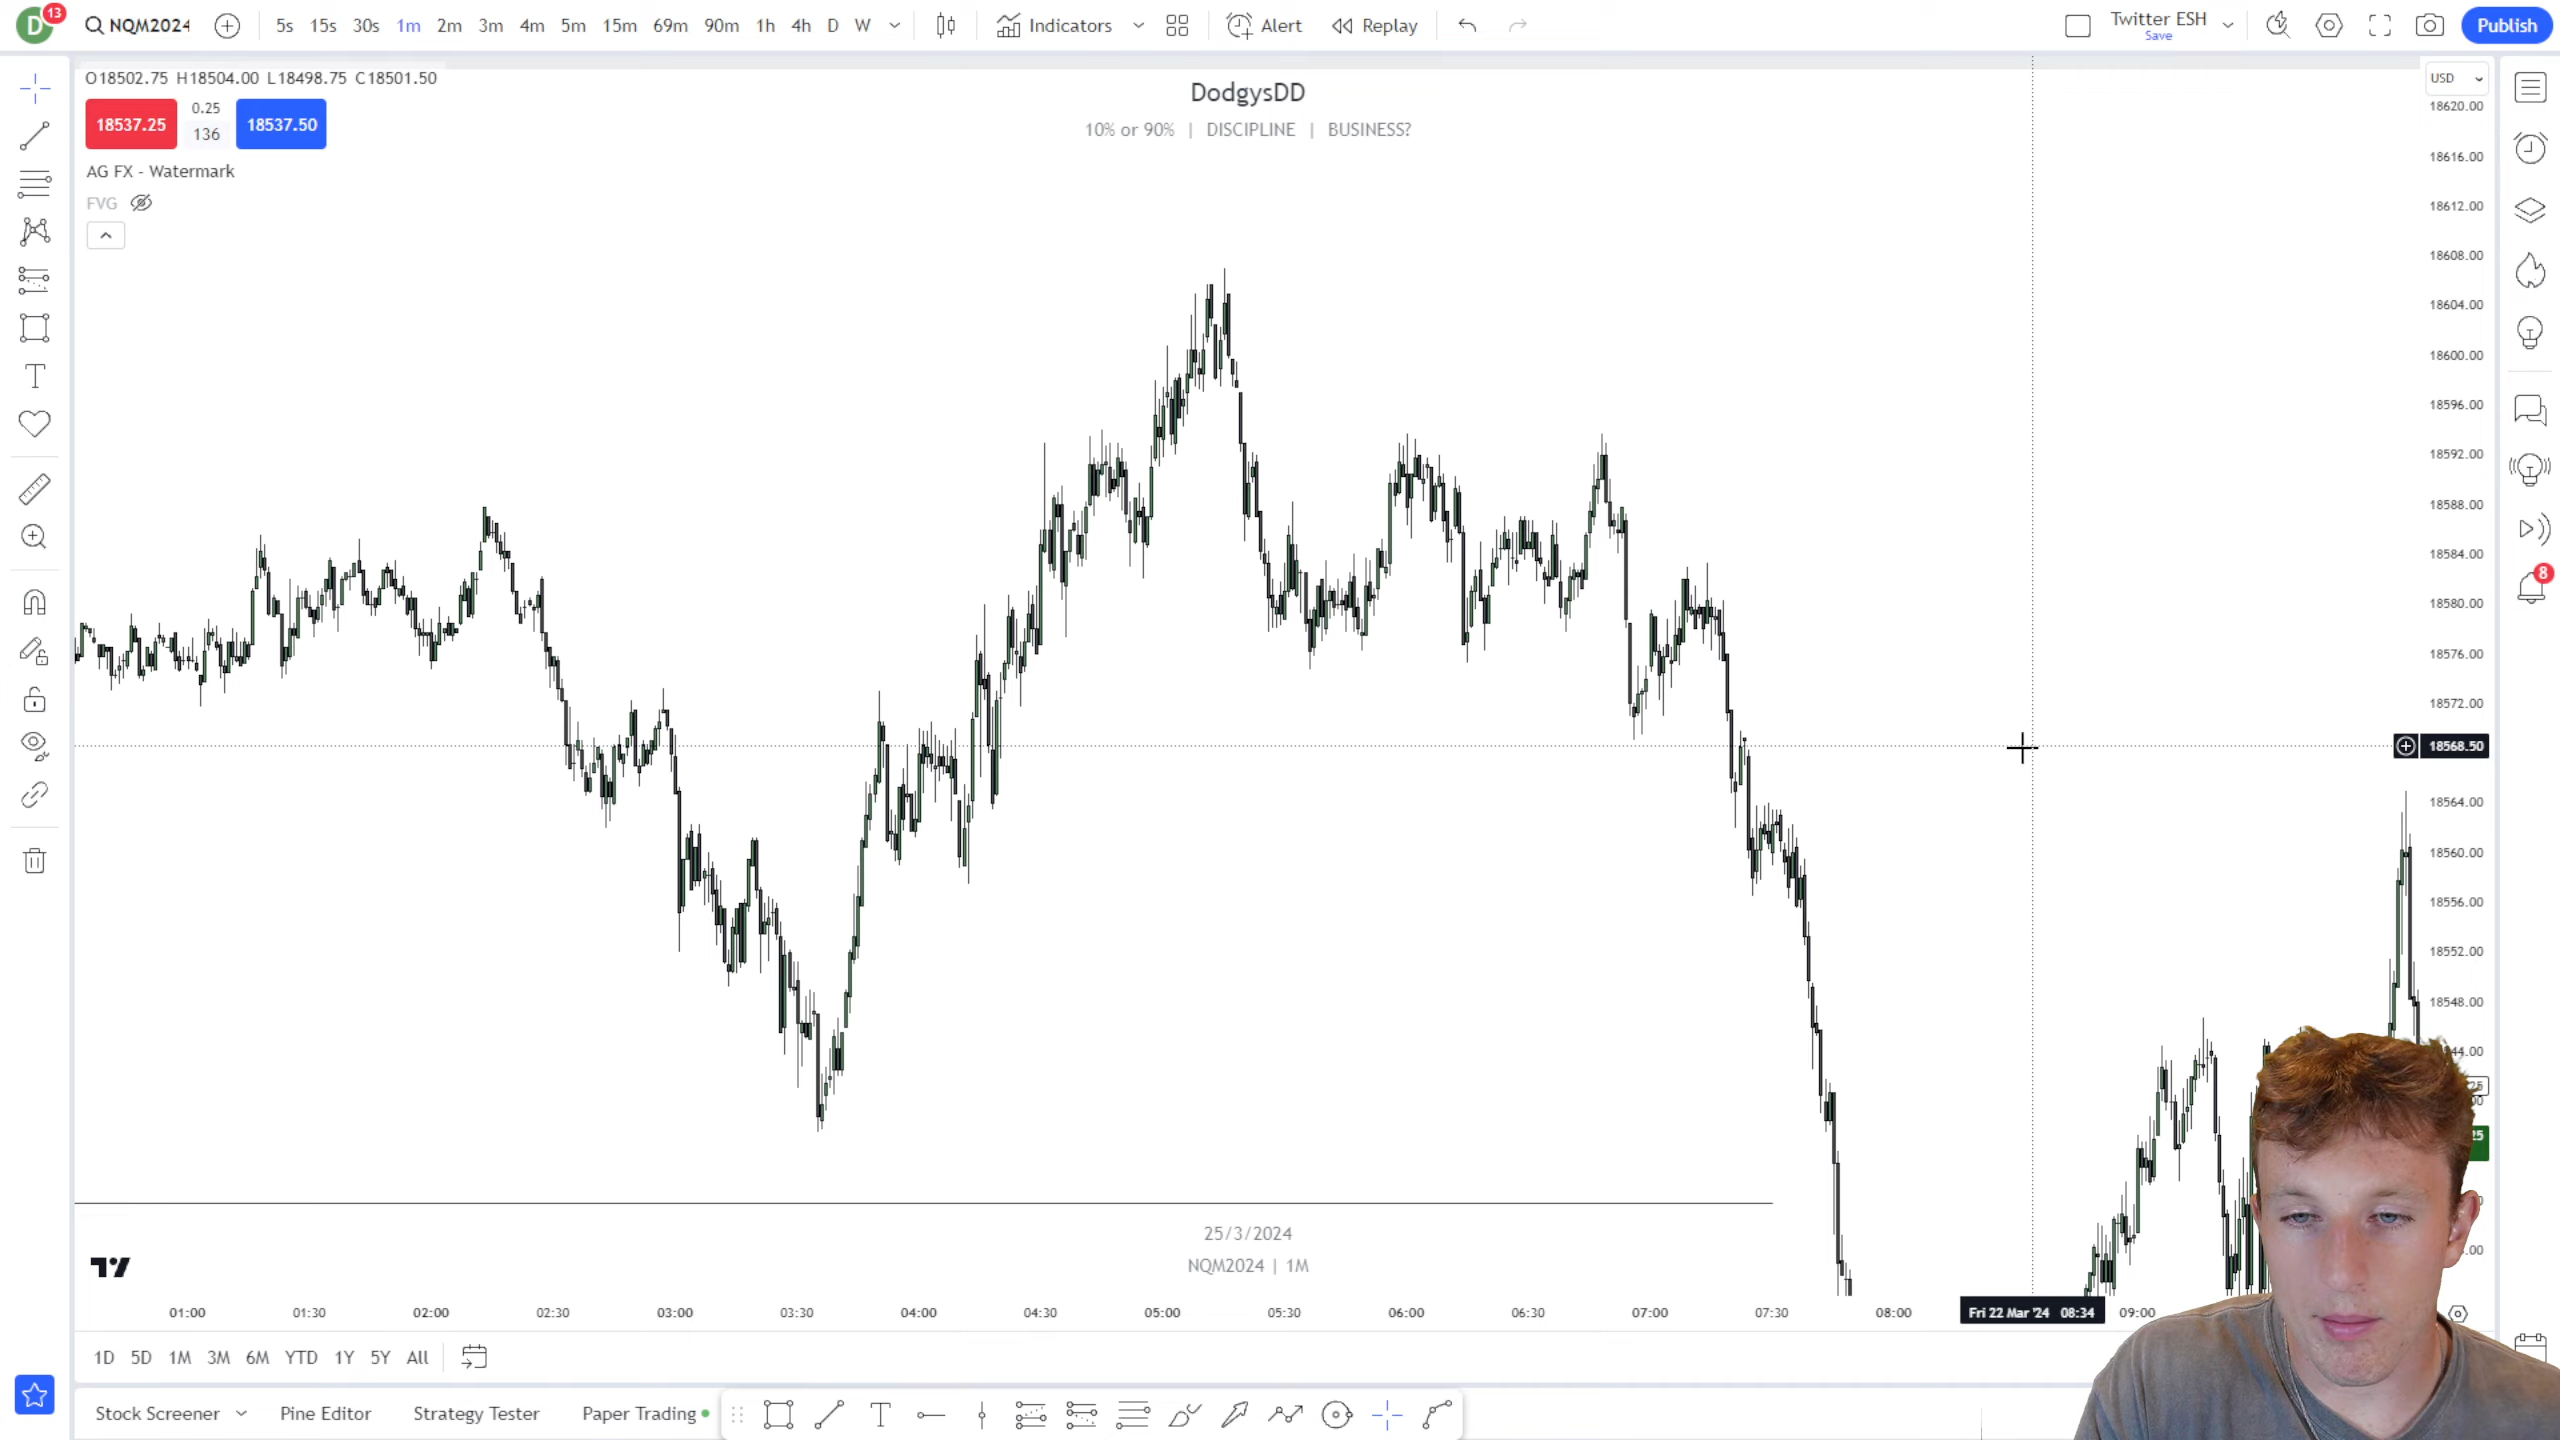 D 13 NQM2024 5s 15s 30s 1m 2m 3m 4m 5m 15m 69m 90m 1h 4h D W Indicators Alert Replay Twitter ESH Save Publish
O18502.75 H18504.00 L18498.75 C18501.50
18537.25 0.25 136 18537.50
AG FX - Watermark
FVG
DodgysDD
10% or 90% | DISCIPLINE | BUSINESS?
USD
18620.00
18616.00
18612.00
18608.00
18604.00
18600.00
18596.00
18592.00
18588.00
18584.00
18580.00
18576.00
18572.00
18568.50
18564.00
18560.00
18556.00
18552.00
18548.00
44.00
25
.00
8
25/3/2024
NQM2024 | 1M
01:00 01:30 02:00 02:30 03:00 03:30 04:00 04:30 05:00 05:30 06:00 06:30 07:00 07:30 08:00 Fri 22 Mar '24 08:34 09:00
1D 5D 1M 3M 6M YTD 1Y 5Y All
Stock Screener Pine Editor Strategy Tester Paper Trading